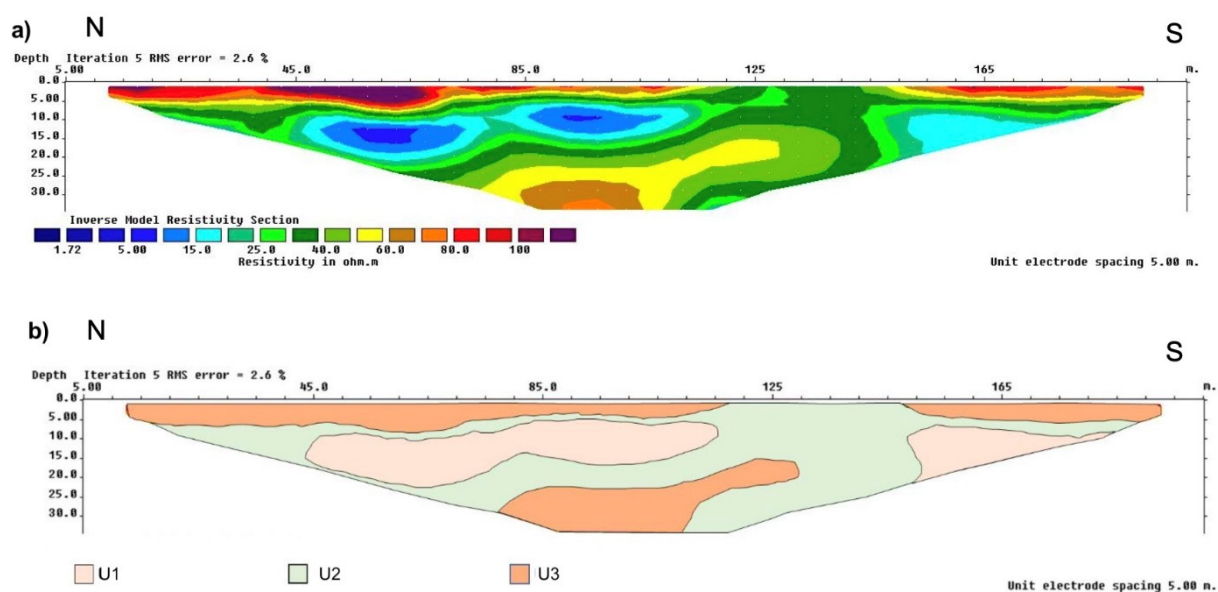 a) N S
Depth Iteration 5 RMS error = 2.6 %
5.00 45.0 85.0 125 165 m.
0.0
5.00
10.0
15.0
20.0
25.0
30.0
Inverse Model Resistivity Section
1.72 5.00 15.0 25.0 40.0 60.0 80.0 100
Resistivity in ohm.m
Unit electrode spacing 5.00 m.
b) N S
Depth Iteration 5 RMS error = 2.6 %
5.00 45.0 85.0 125 165 m.
0.0
5.00
10.0
15.0
20.0
25.0
30.0
U1 U2 U3
Unit electrode spacing 5.00 m.